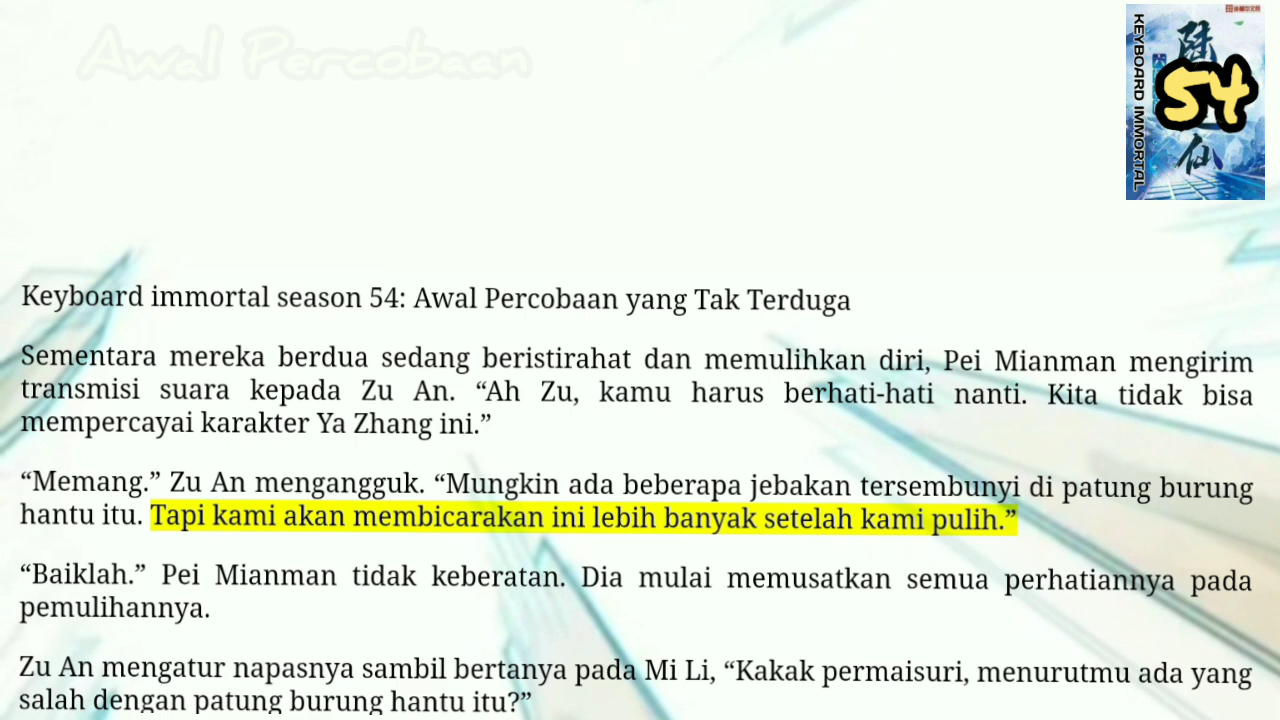 Awal Percobaan
KEYBOARD IMMORTAL
54
仙
Keyboard immortal season 54: Awal Percobaan yang Tak Terduga
Sementara mereka berdua sedang beristirahat dan memulihkan diri, Pei Mianman mengirim
transmisi suara kepada Zu An. “Ah Zu, kamu harus berhati-hati nanti. Kita tidak bisa
mempercayai karakter Ya Zhang ini.”
“Memang.” Zu An mengangguk. “Mungkin ada beberapa jebakan tersembunyi di patung burung
hantu itu. Tapi kami akan membicarakan ini lebih banyak setelah kami pulih.”
“Baiklah.” Pei Mianman tidak keberatan. Dia mulai memusatkan semua perhatiannya pada
pemulihannya.
Zu An mengatur napasnya sambil bertanya pada Mi Li, “Kakak permaisuri, menurutmu ada yang
salah dengan patung burung hantu itu?”